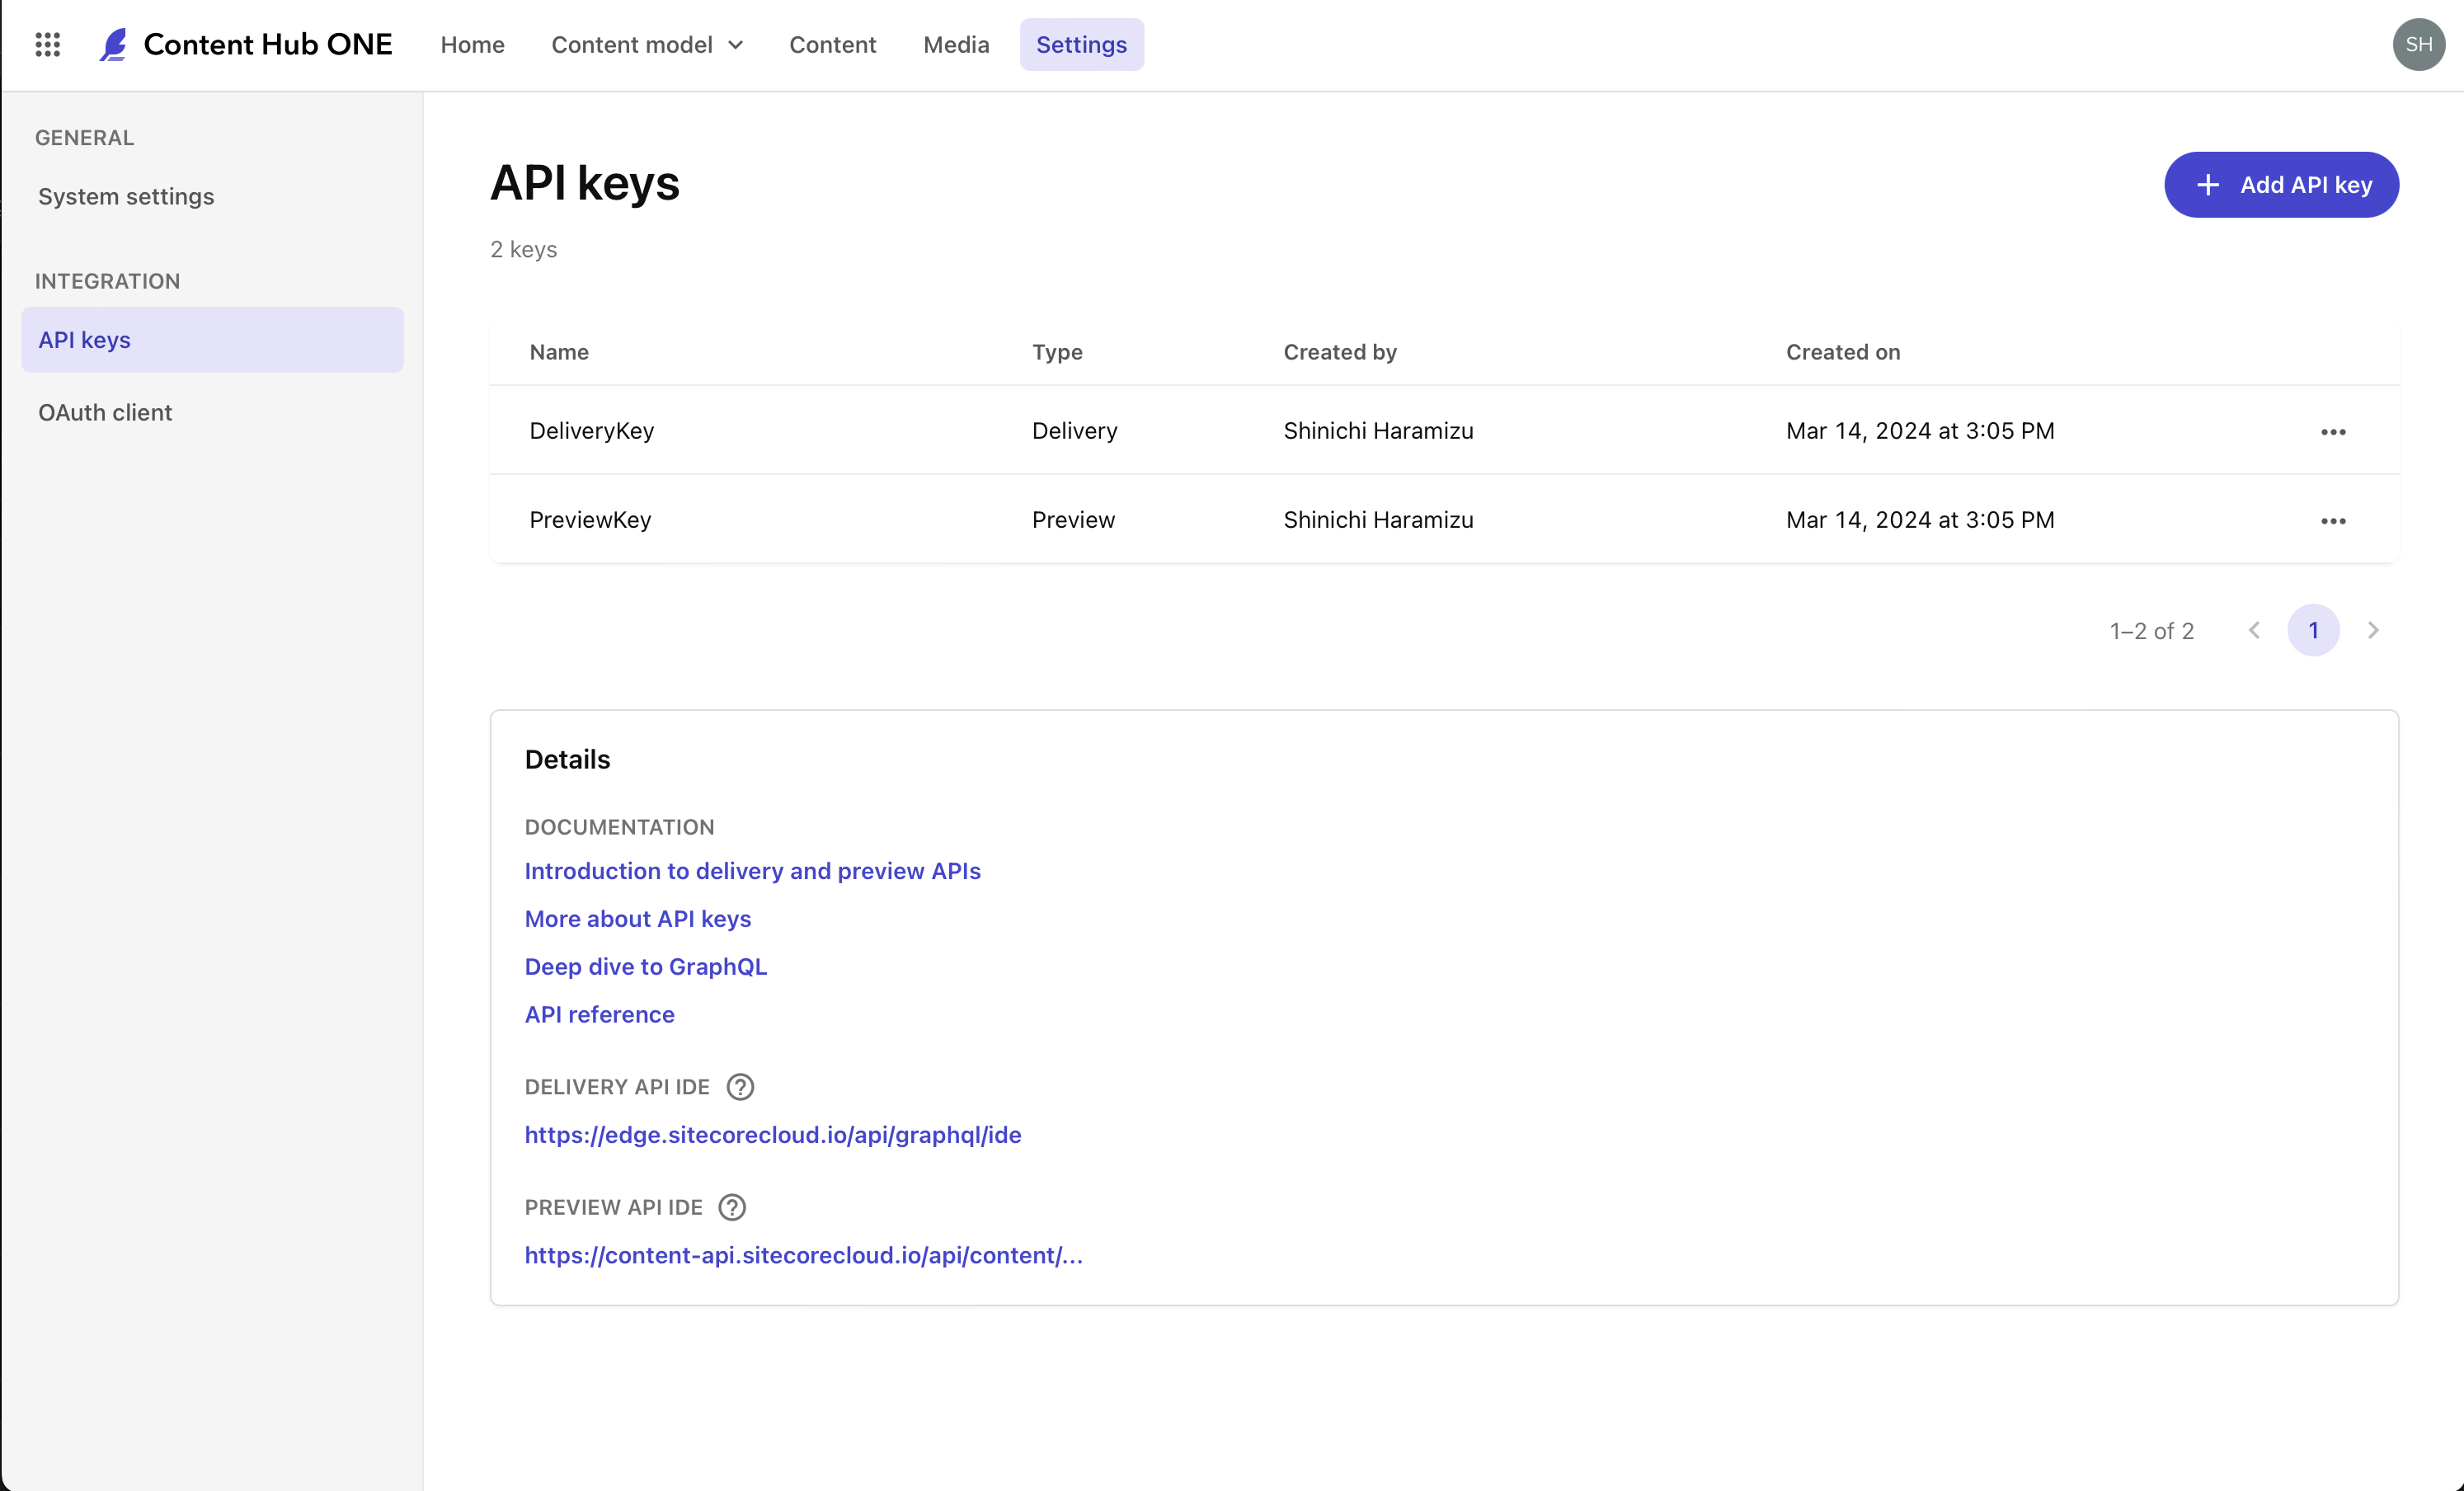 Content Hub ONE Home Content model Content Media Settings SH
GENERAL
System settings
INTEGRATION
API keys
OAuth client
API keys
Add API key
2 keys
Name Type Created by Created on
DeliveryKey Delivery Shinichi Haramizu Mar 14, 2024 at 3:05 PM
PreviewKey Preview Shinichi Haramizu Mar 14, 2024 at 3:05 PM
1–2 of 2 1
Details
DOCUMENTATION
Introduction to delivery and preview APIs
More about API keys
Deep dive to GraphQL
API reference
DELIVERY API IDE ?
https://edge.sitecorecloud.io/api/graphql/ide
PREVIEW API IDE ?
https://content-api.sitecorecloud.io/api/content/...